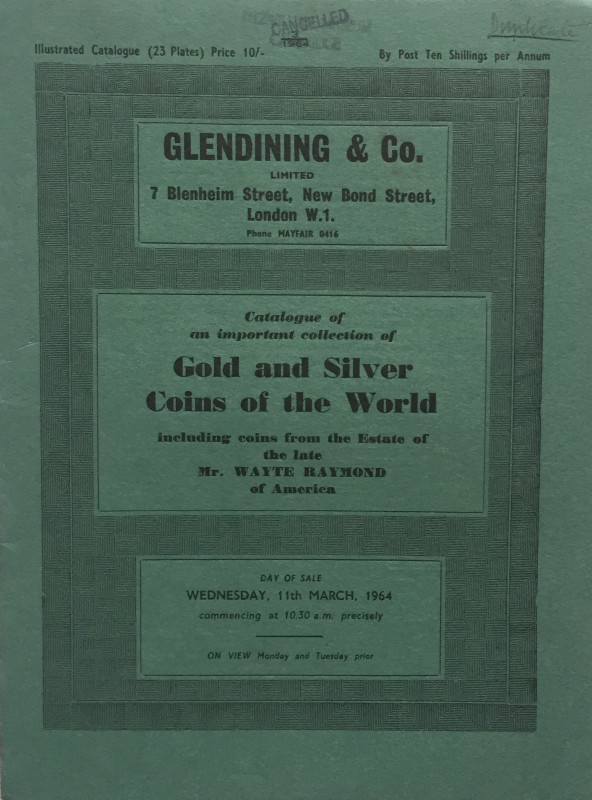 CANCELLED
Duplicate
Illustrated Catalogue (23 Plates) Price 10/-
By Post Ten Shillings per Annum
GLENDINING & Co.
LIMITED
7 Blenheim Street, New Bond Street,
London W.1.
Phone MAYFAIR 0416
Catalogue of
an important collection of
Gold and Silver
Coins of the World
including coins from the Estate of
the late
Mr. WAYTE RAYMOND
of America
DAY OF SALE
WEDNESDAY, 11th MARCH, 1964
commencing at 10.30 a.m. precisely
ON VIEW Monday and Tuesday prior